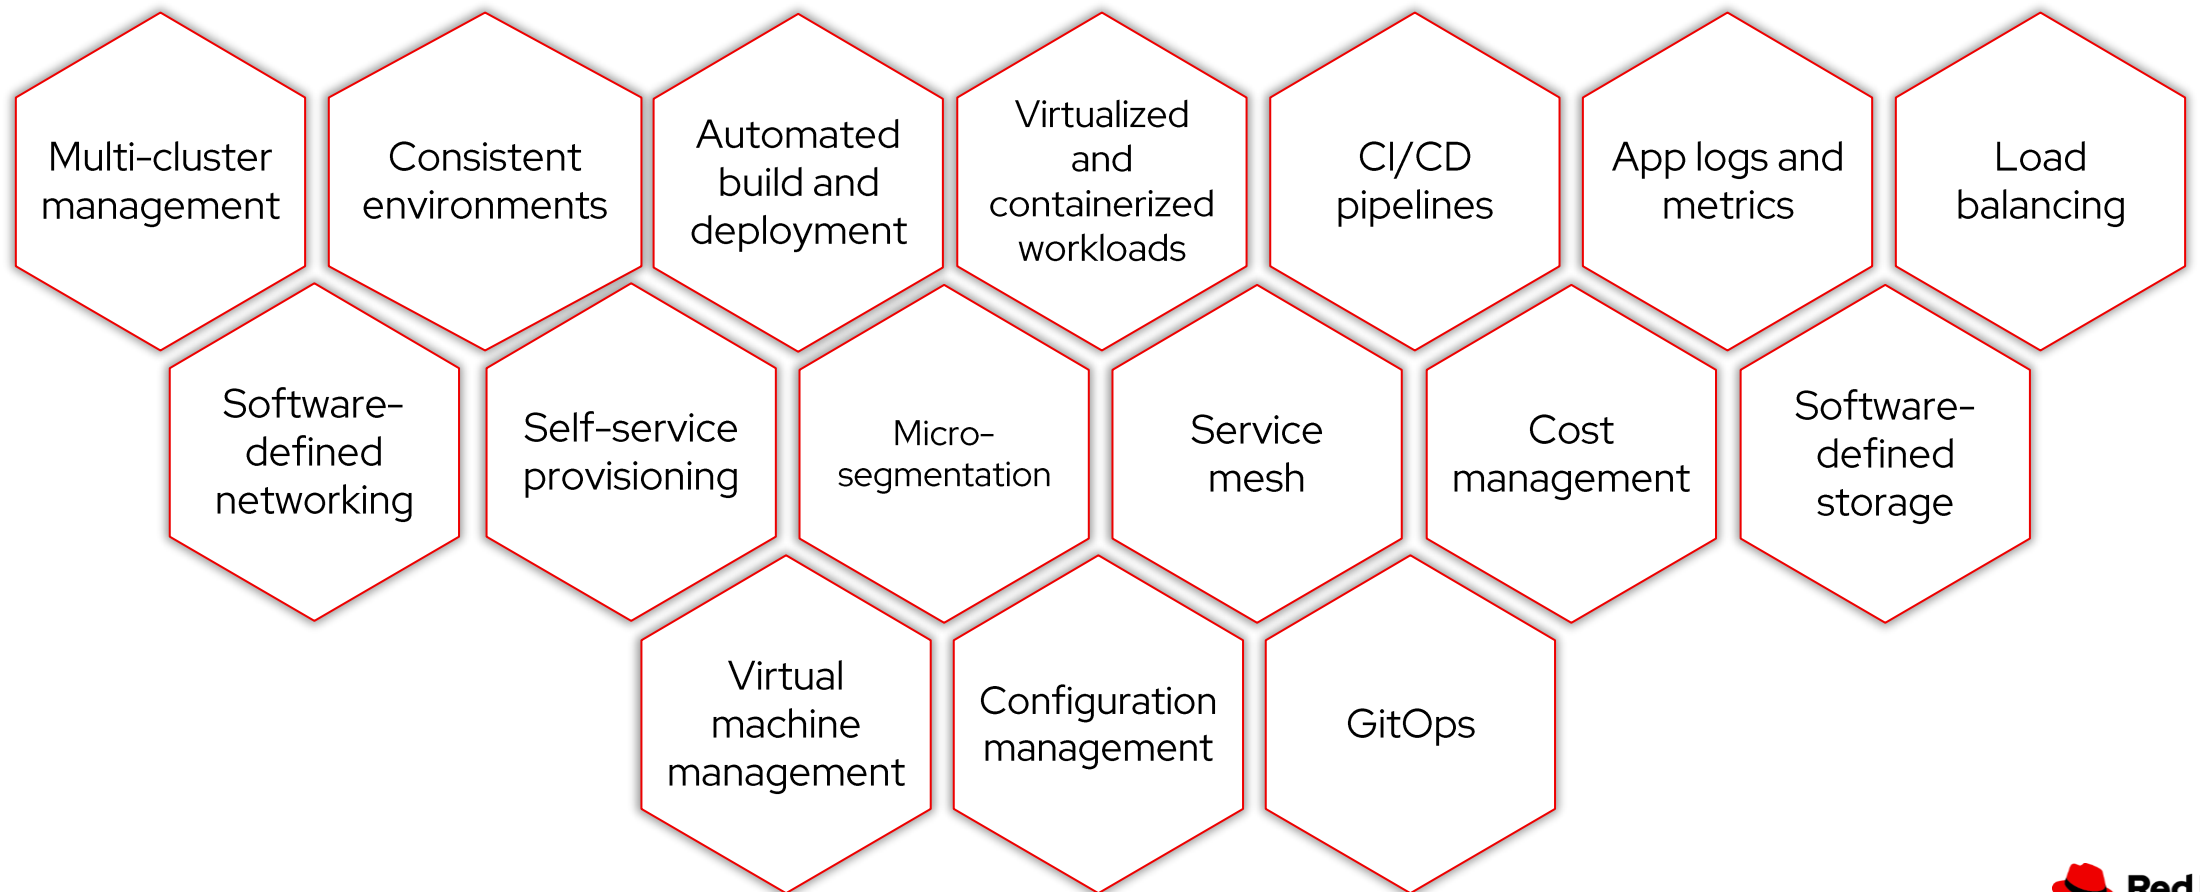 Multi-cluster
management
Consistent
environments
Automated
build and
deployment
Virtualized
and
containerized
workloads
CI/CD
pipelines
App logs and
metrics
Load
balancing
Software-
defined
networking
Self-service
provisioning
Micro-
segmentation
Service
mesh
Cost
management
Software-
defined
storage
Virtual
machine
management
Configuration
management
GitOps
Red